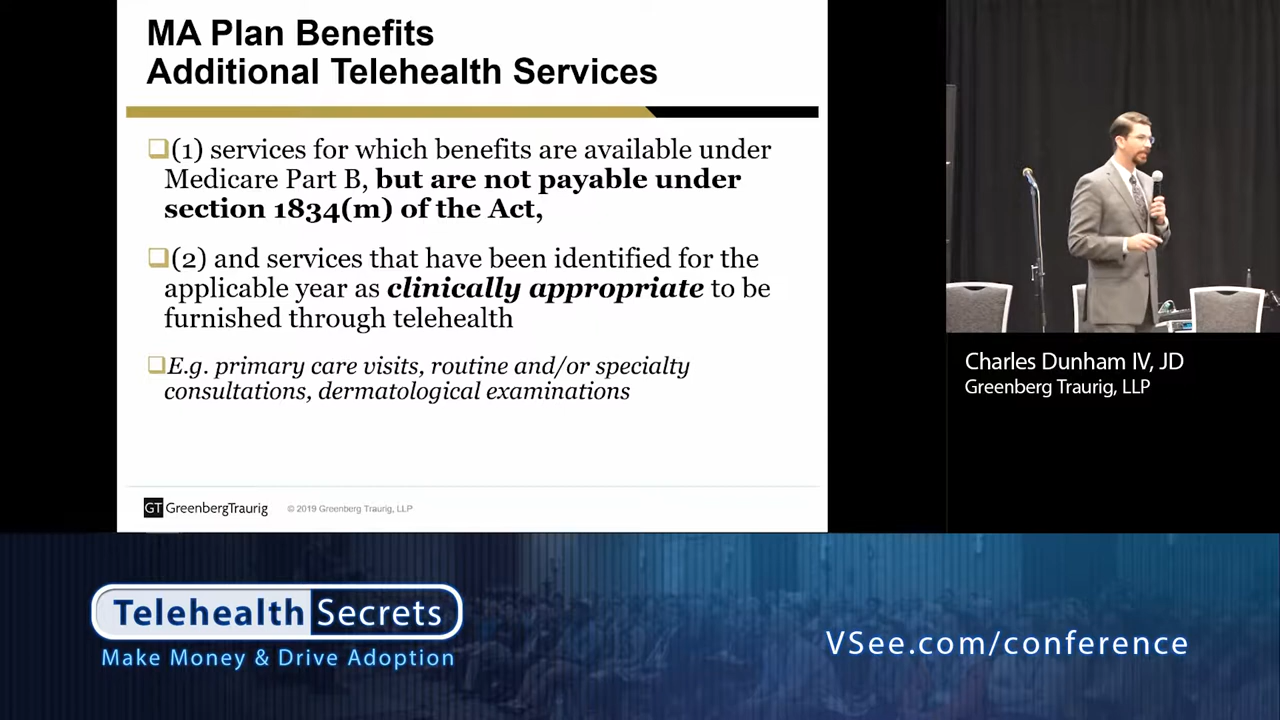 MA Plan Benefits
Additional Telehealth Services
(1) services for which benefits are available under
Medicare Part B, but are not payable under
section 1834(m) of the Act,
(2) and services that have been identified for the
applicable year as clinically appropriate to be
furnished through telehealth
E.g. primary care visits, routine and/or specialty
consultations, dermatological examinations
GT GreenbergTraurig
© 2019 Greenberg Traurig, LLP
Charles Dunham IV, JD
Greenberg Traurig, LLP
Telehealth Secrets
Make Money & Drive Adoption
VSee.com/conference